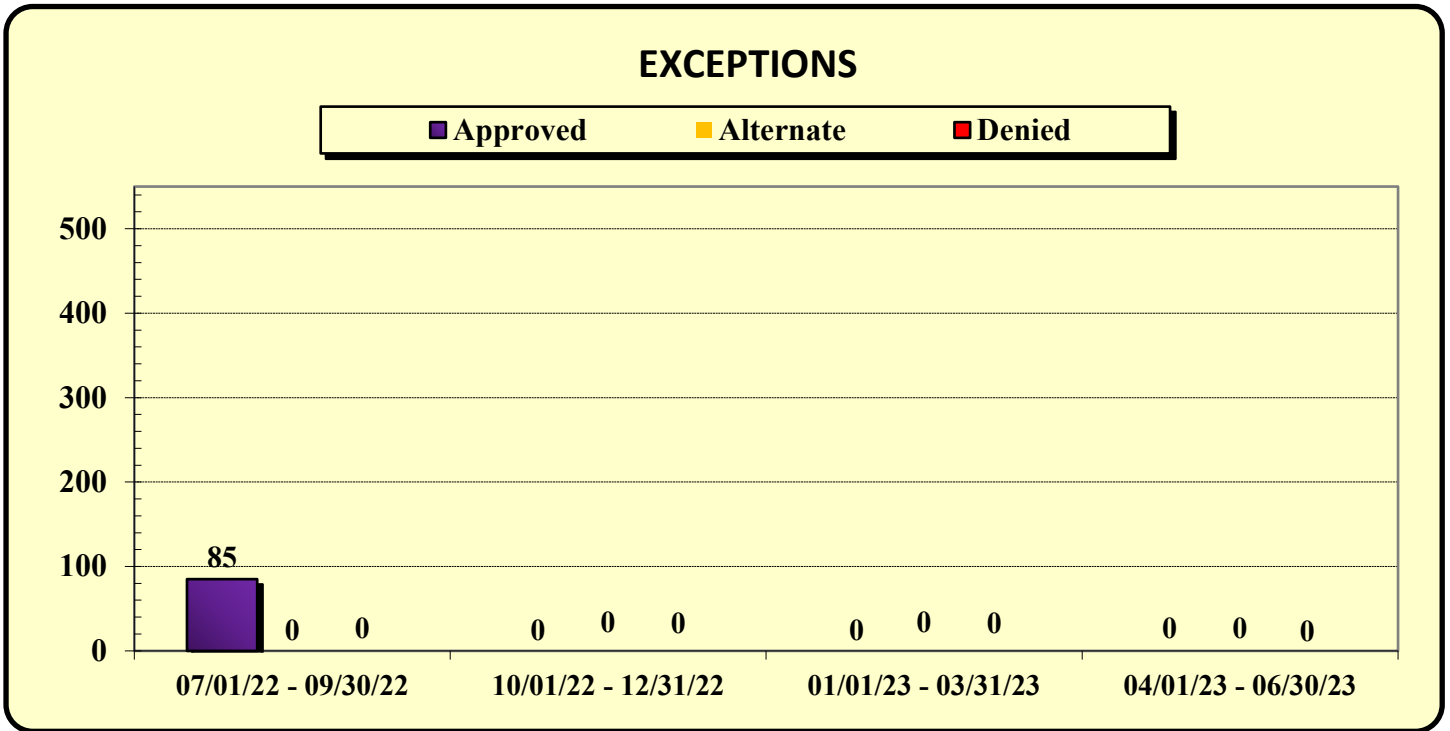 EXCEPTIONS
Approved Alternate Denied
500
400
300
200
100
0
85
0 0 0 0 0 0 0 0 0 0 0
07/01/22 - 09/30/22 10/01/22 - 12/31/22 01/01/23 - 03/31/23 04/01/23 - 06/30/23